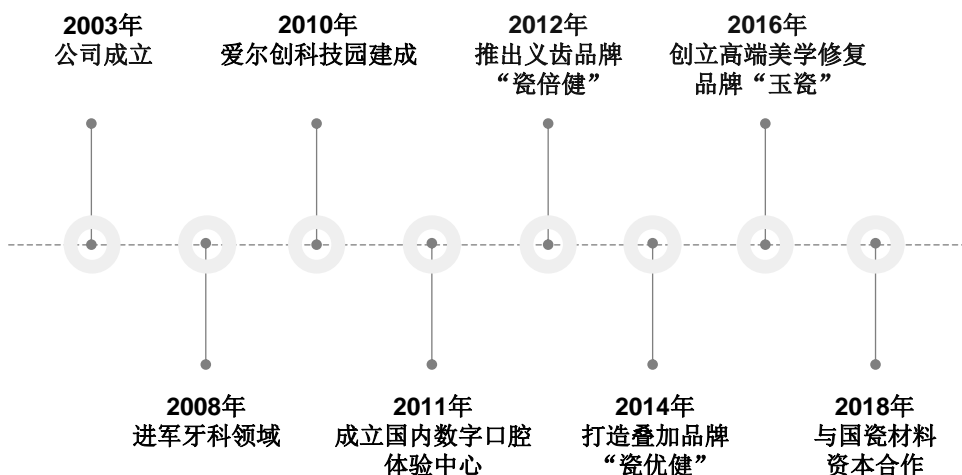 2003年
公司成立
2010年
爱尔创科技园建成
2012年
推出义齿品牌
“瓷倍健”
2016年
创立高端美学修复
品牌“玉瓷”
2008年
进军牙科领域
2011年
成立国内数字口腔
体验中心
2014年
打造叠加品牌
“瓷优健”
2018年
与国瓷材料
资本合作